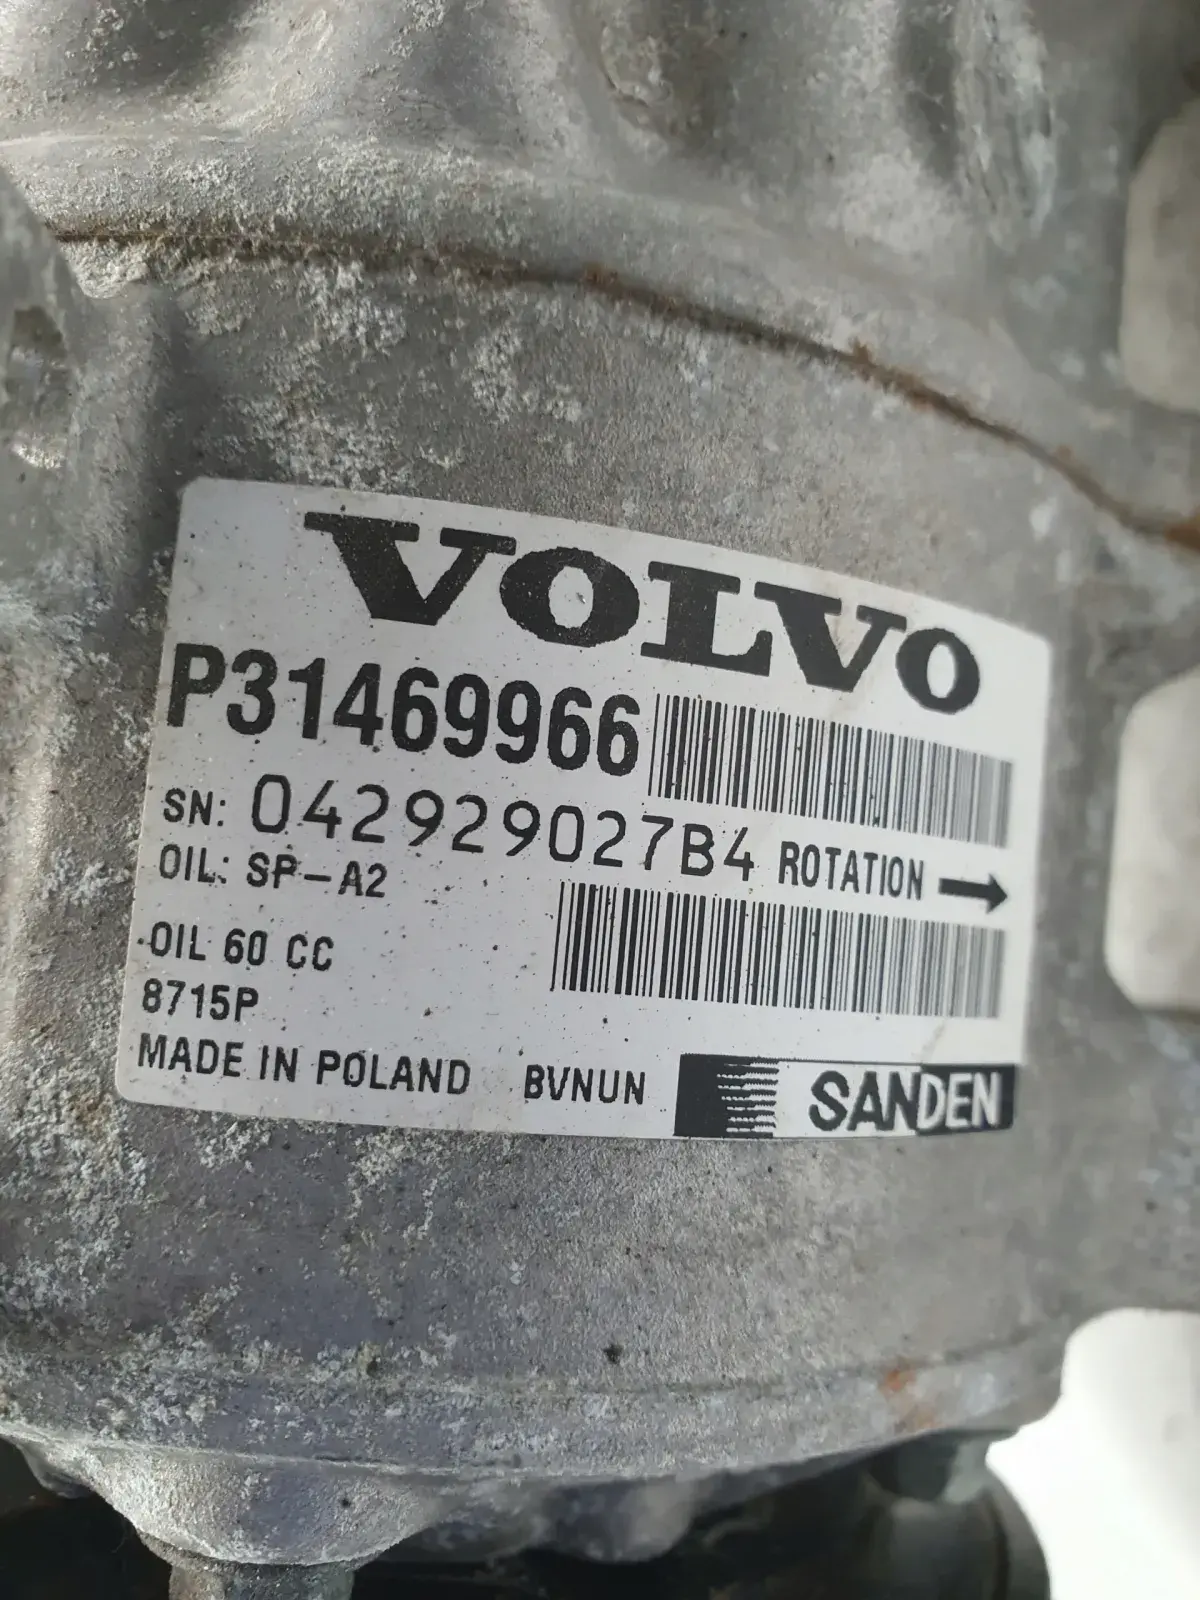 VOLVO
P31469966
SN: 042929027B4 ROTATION →
OIL: SP-A2
OIL 60 CC
8715P
MADE IN POLAND BVNUN SANDEN